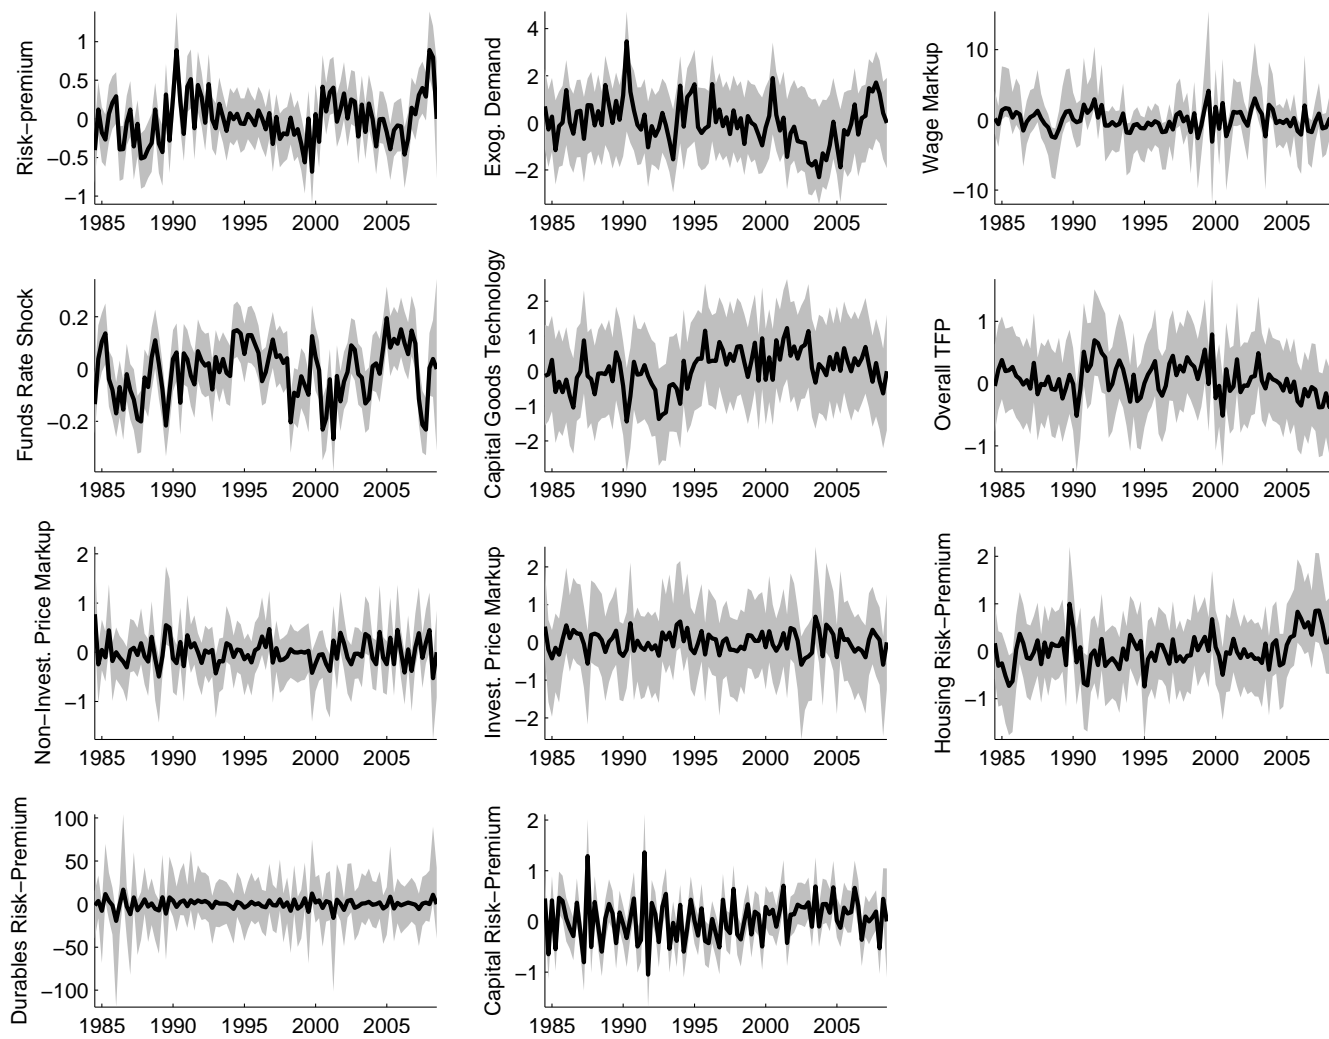 Risk−premium
1
0.5
0
−0.5
−1
1985 1990 1995 2000 2005
Exog. Demand
4
2
0
−2
1985 1990 1995 2000 2005
Wage Markup
10
0
−10
1985 1990 1995 2000 2005
Funds Rate Shock
0.2
0
−0.2
1985 1990 1995 2000 2005
Capital Goods Technology
2
1
0
−1
−2
1985 1990 1995 2000 2005
Overall TFP
1
0
−1
1985 1990 1995 2000 2005
Non−Invest. Price Markup
2
1
0
−1
1985 1990 1995 2000 2005
Invest. Price Markup
2
1
0
−1
−2
1985 1990 1995 2000 2005
Housing Risk−Premium
2
1
0
−1
1985 1990 1995 2000 2005
Durables Risk−Premium
100
50
0
−50
−100
1985 1990 1995 2000 2005
Capital Risk−Premium
2
1
0
−1
1985 1990 1995 2000 2005